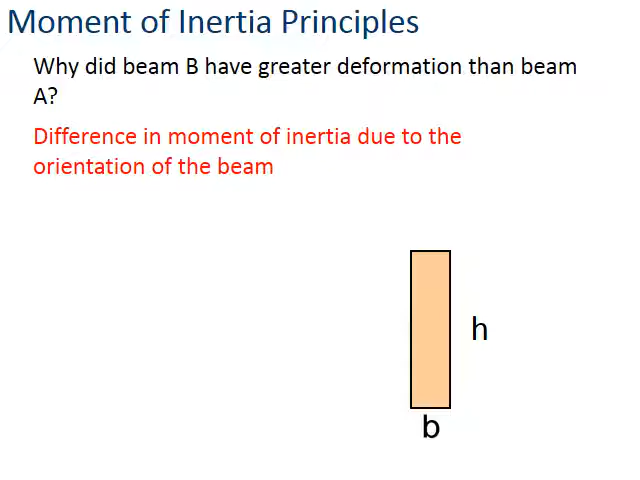 Moment of Inertia Principles
Why did beam B have greater deformation than beam
A?
Difference in moment of inertia due to the
orientation of the beam
h
b